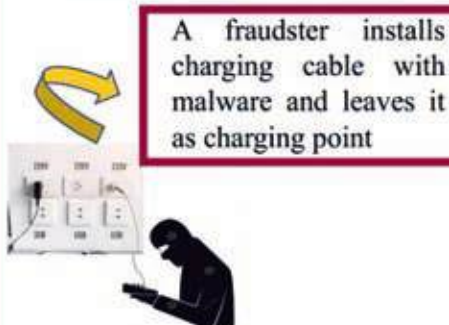 A fraudster installs
charging cable with
malware and leaves it
as charging point